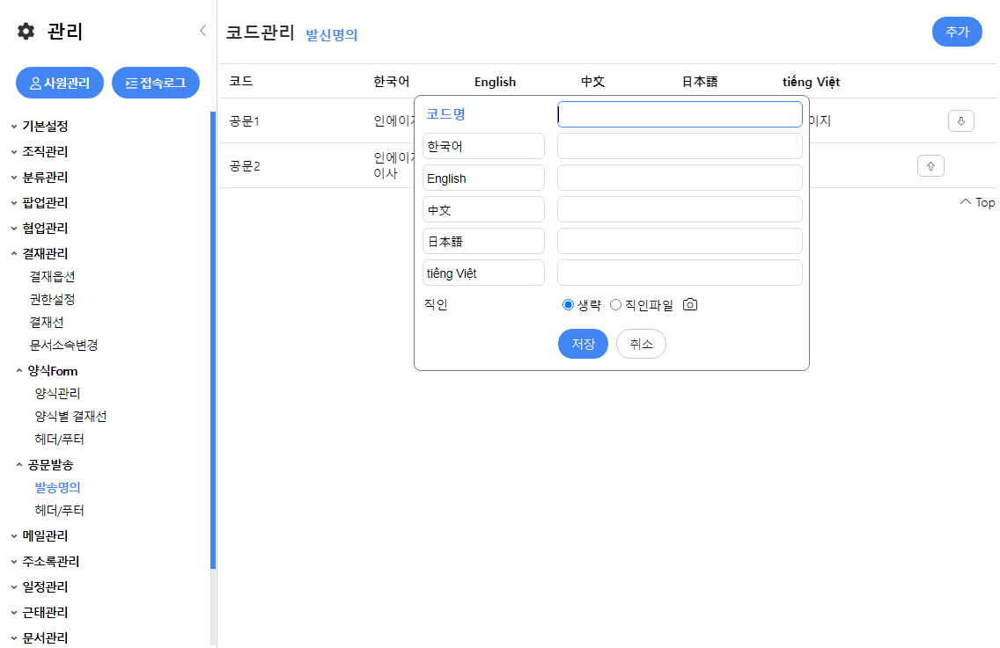 관리
사원관리
접속로그
기본설정
조직관리
분류관리
팝업관리
협업관리
결재관리
결재옵션
권한설정
결재선
문서소속변경
양식Form
양식관리
양식별 결재선
헤더/푸터
공문발송
발송명의
헤더/푸터
메일관리
주소록관리
일정관리
근태관리
문서관리
코드관리 발신명의
추가
코드 한국어 English 中文 日本語 tiếng Việt
공문1 인에이 이지
공문2 인에이
이사
코드명
한국어
English
中文
日本語
tiếng Việt
직인 생략 직인파일
저장 취소
Top